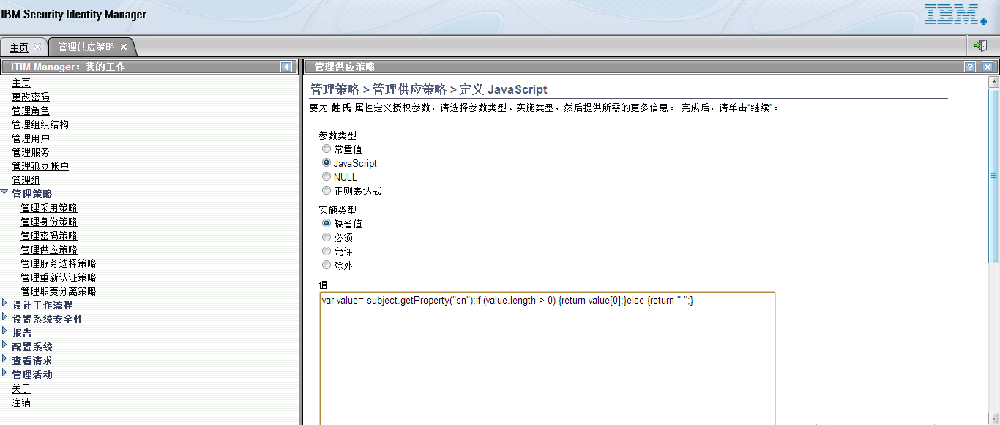 IBM Security Identity Manager
IBM
主页
管理供应策略
ITIM Manager：我的工作
主页
更改密码
管理角色
管理组织结构
管理用户
管理服务
管理孤立帐户
管理组
管理策略
管理采用策略
管理身份策略
管理密码策略
管理供应策略
管理服务选择策略
管理重新认证策略
管理职责分离策略
设计工作流程
设置系统安全性
报告
配置系统
查看请求
管理活动
关于
注销
管理供应策略
管理策略 > 管理供应策略 > 定义 JavaScript
要为 姓氏 属性定义授权参数，请选择参数类型、实施类型，然后提供所需的更多信息。 完成后，请单击“继续”。
参数类型
常量值
JavaScript
NULL
正则表达式
实施类型
缺省值
必须
允许
除外
值
var value= subject.getProperty("sn");if (value.length > 0) {return value[0];}else {return " ";}